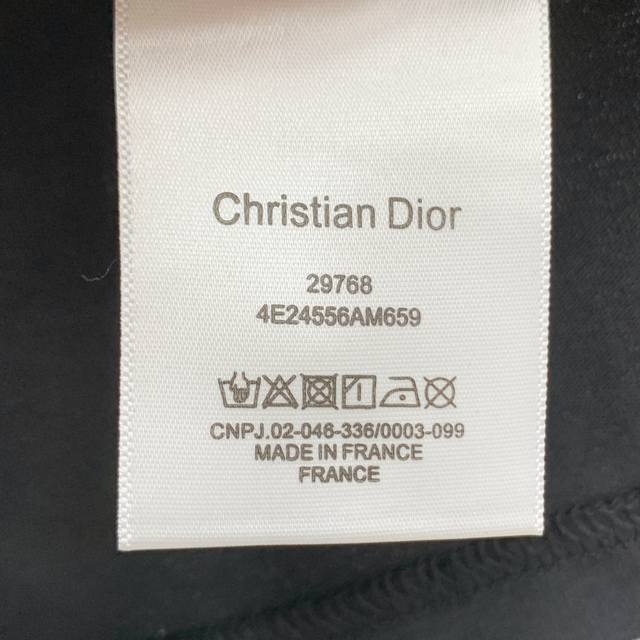 Christian Dior
29768
4E24556AM659
CNPJ.02-046-336/0003-099
MADE IN FRANCE
FRANCE